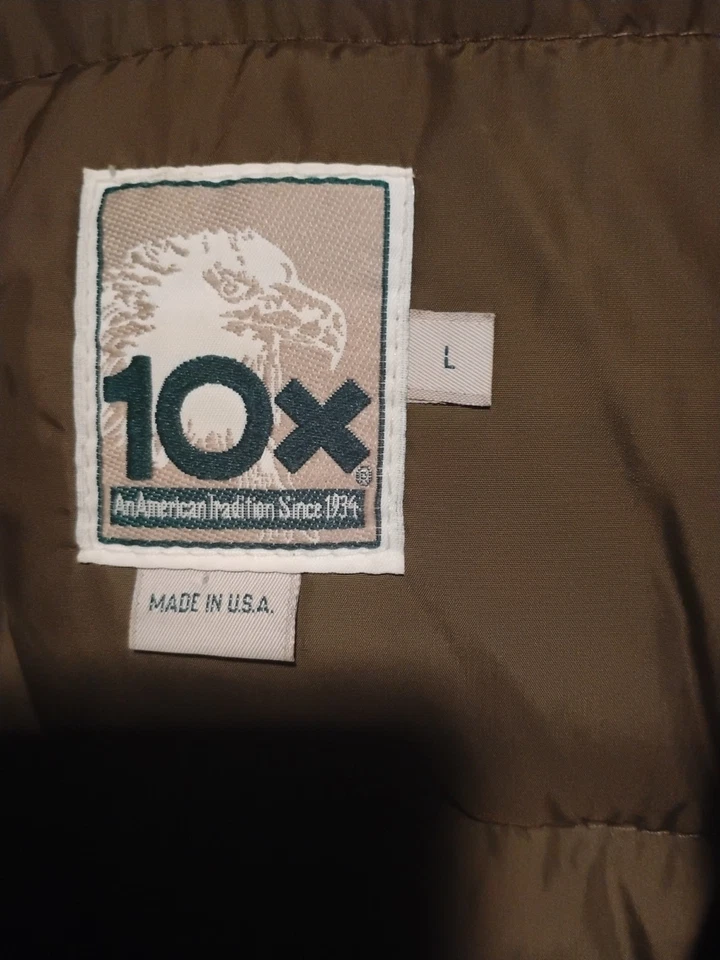 10x
®
An American Tradition Since 1934
L
MADE IN U.S.A.